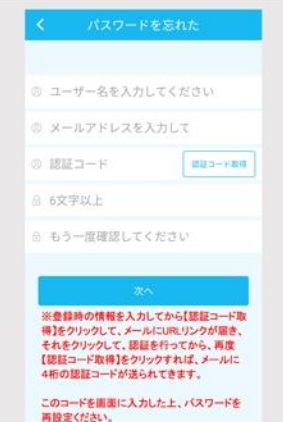 パスワードを忘れた
ユーザー名を入力してください
メールアドレスを入力して
認証コード
認証コード取得
6文字以上
もう一度確認してください
次へ
※登録時の情報を入力してから【認証コード取
得】をクリックして、メールにURLリンクが届き、
それをクリックして、認証を行ってから、再度
【認証コード取得】をクリックすれば、メールに
4桁の認証コードが送られてきます。
このコードを画面に入力した上、パスワードを
再設定ください。